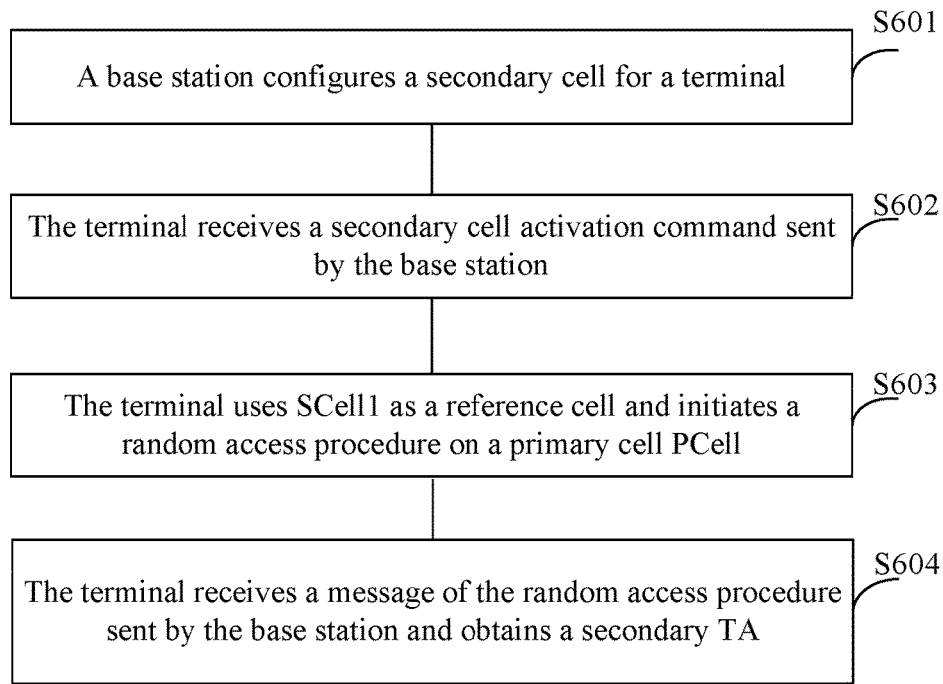 S601
A base station configures a secondary cell for a terminal
S602
The terminal receives a secondary cell activation command sent
by the base station
S603
The terminal uses SCell1 as a reference cell and initiates a
random access procedure on a primary cell PCell
S604
The terminal receives a message of the random access procedure
sent by the base station and obtains a secondary TA